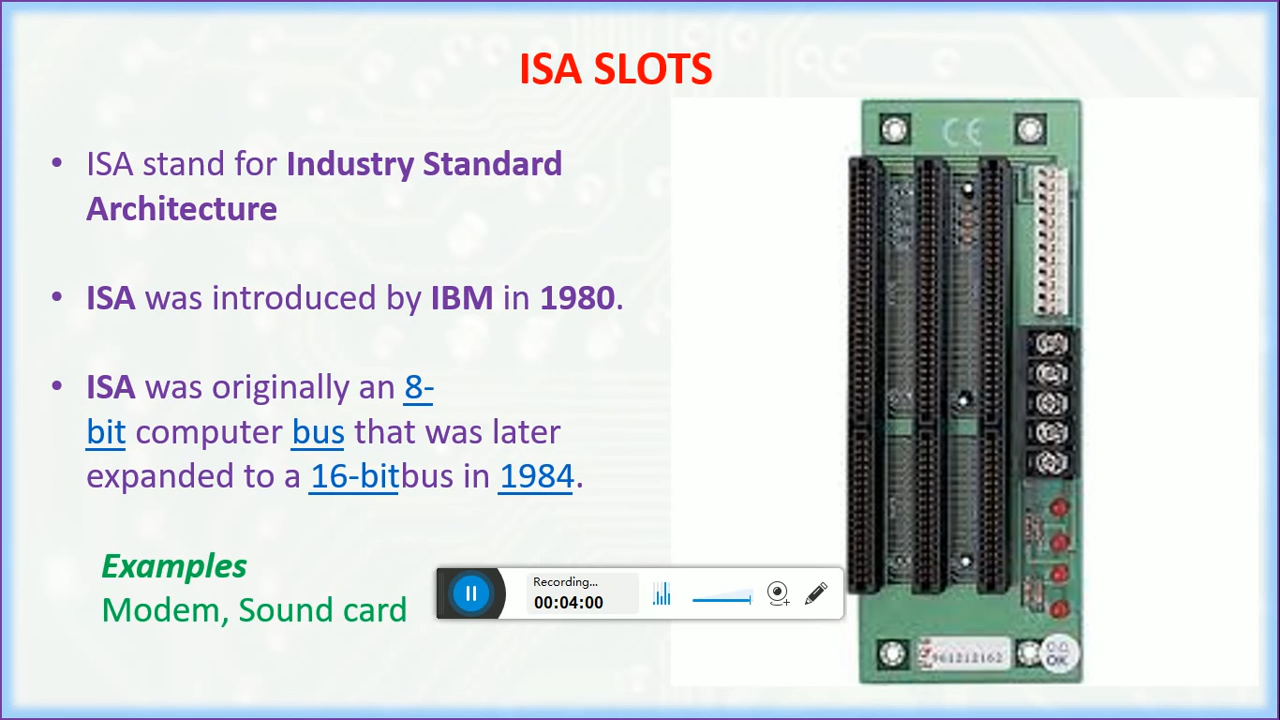 ISA SLOTS
• ISA stand for Industry Standard
Architecture
• ISA was introduced by IBM in 1980.
• ISA was originally an 8-
bit computer bus that was later
expanded to a 16-bitbus in 1984.
Examples
Modem, Sound card
Recording...
00:04:00
CE
OK